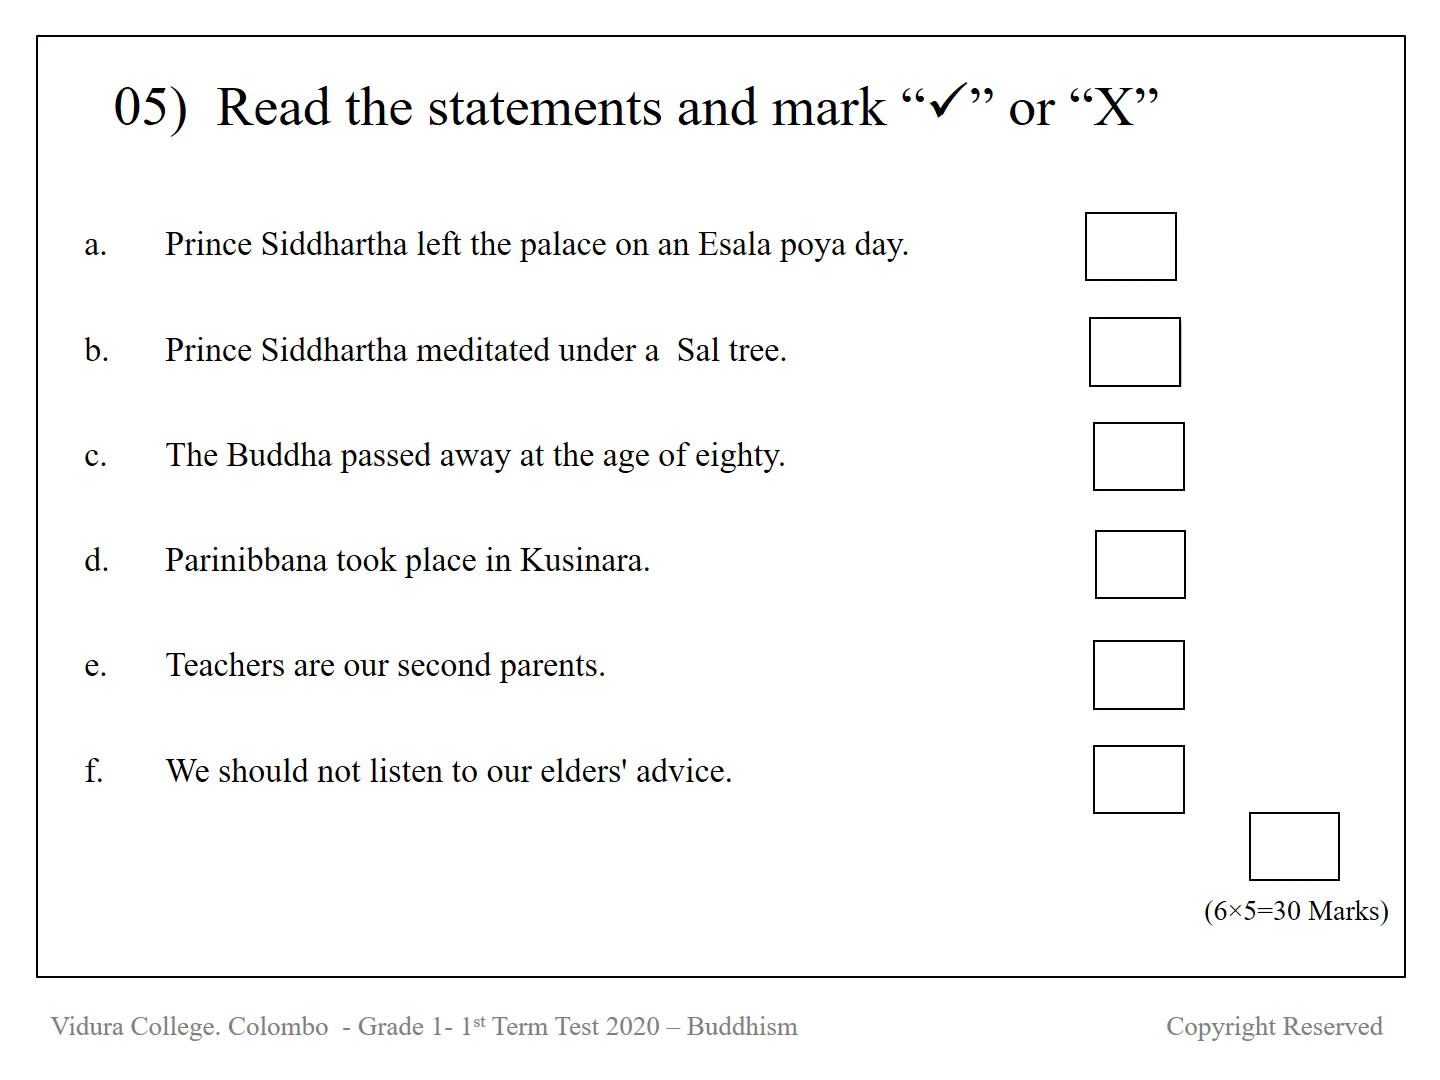 05) Read the statements and mark “✓” or “X”
a. Prince Siddhartha left the palace on an Esala poya day.
b. Prince Siddhartha meditated under a Sal tree.
c. The Buddha passed away at the age of eighty.
d. Parinibbana took place in Kusinara.
e. Teachers are our second parents.
f. We should not listen to our elders' advice.
(6×5=30 Marks)
Vidura College. Colombo - Grade 1- 1st Term Test 2020 – Buddhism Copyright Reserved